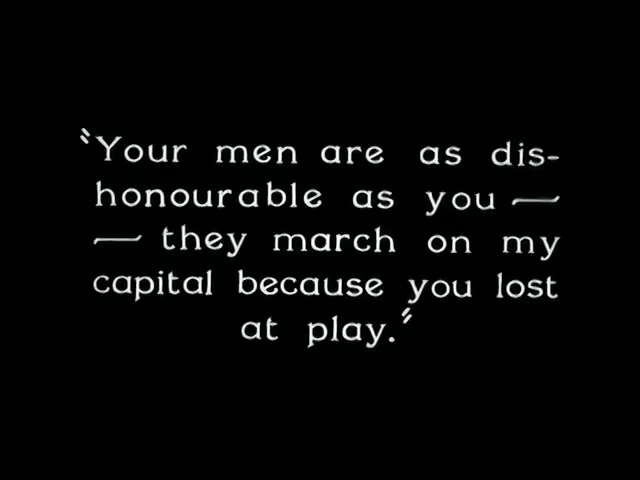 "Your men are as dis-
honourable as you —
— they march on my
capital because you lost
at play."